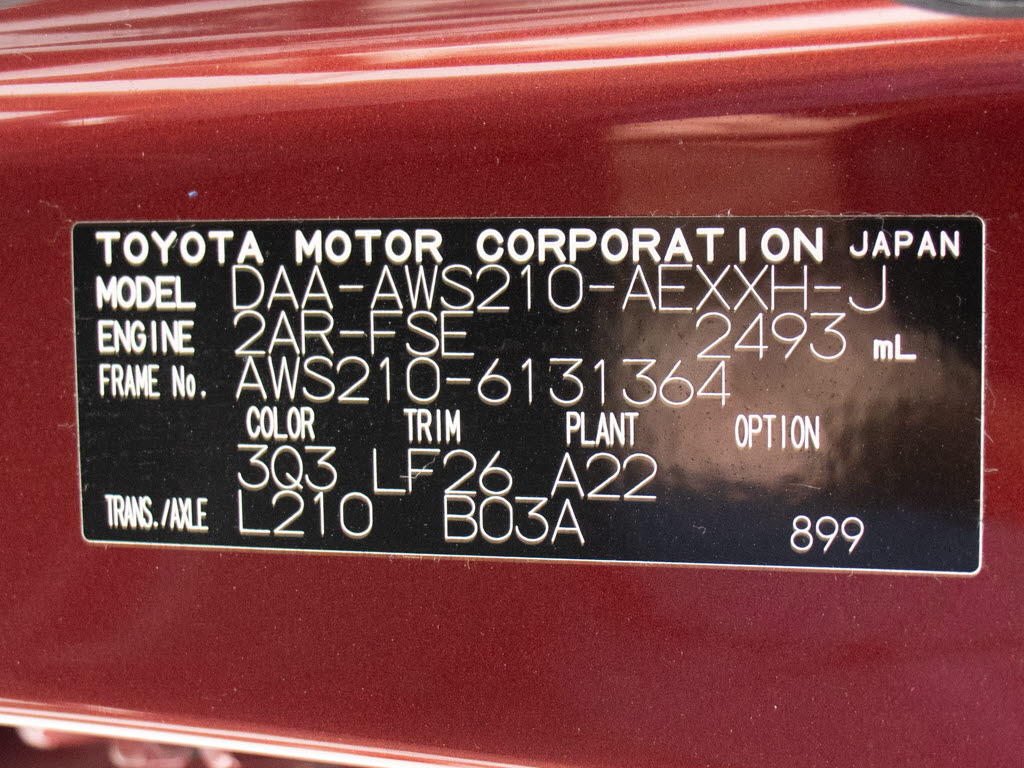 TOYOTA MOTOR CORPORATION JAPAN
MODEL DAA-AWS210-AEXXH-J
ENGINE 2AR-FSE 2493 mL
FRAME No. AWS210-6131364
COLOR TRIM PLANT OPTION
3Q3 LF26 A22
TRANS./AXLE L210 B03A 899